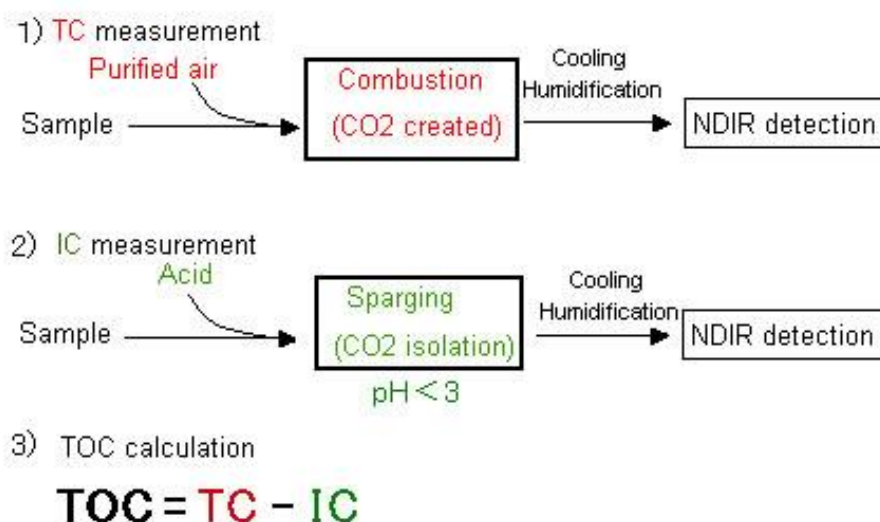 1) TC measurement
Purified air
Sample
Combustion
(CO2 created)
Cooling
Humidification
NDIR detection
2) IC measurement
Acid
Sample
Sparging
(CO2 isolation)
pH<3
Cooling
Humidification
NDIR detection
3) TOC calculation
TOC = TC - IC